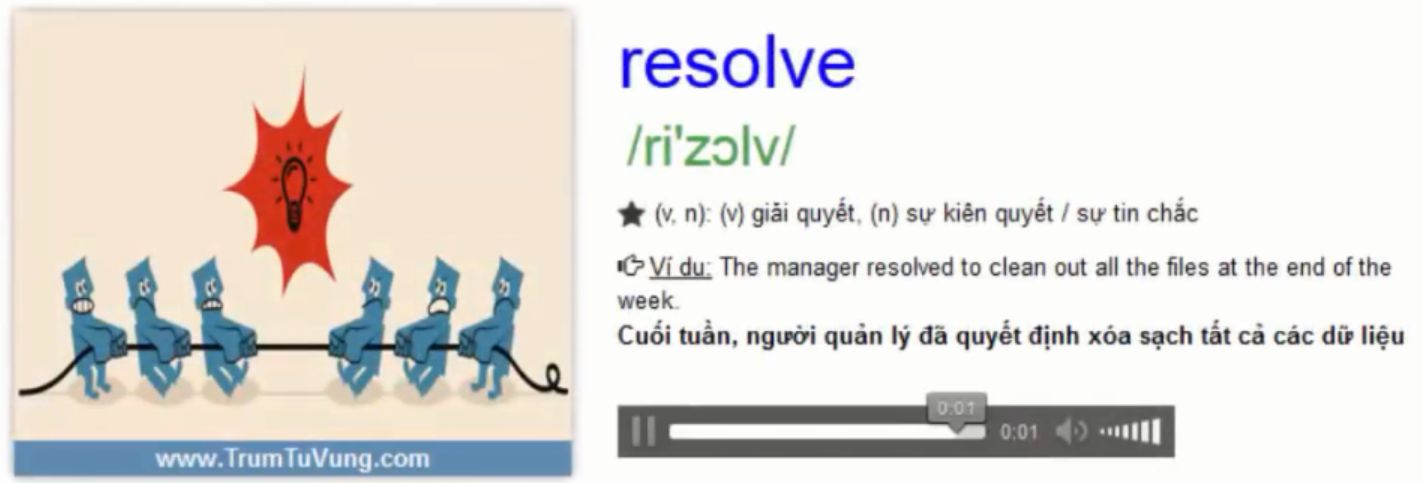 resolve
/ri'zɔlv/
(v, n): (v) giải quyết, (n) sự kiên quyết / sự tin chắc
Ví dụ: The manager resolved to clean out all the files at the end of the
week.
Cuối tuần, người quản lý đã quyết định xóa sạch tất cả các dữ liệu
0:01
0:01
www.TrumTuVung.com